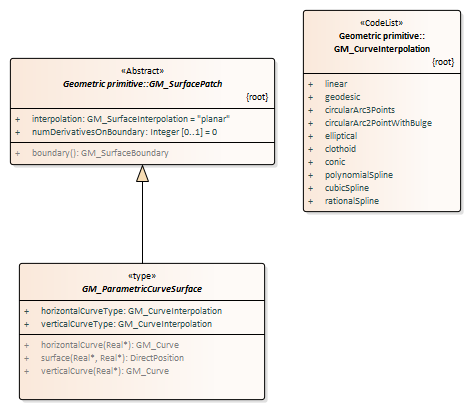 «Abstract»
Geometric primitive::GM_SurfacePatch
{root}
+ interpolation: GM_SurfaceInterpolation = "planar"
+ numDerivativesOnBoundary: Integer [0..1] = 0
+ boundary(): GM_SurfaceBoundary
«CodeList»
Geometric primitive::
GM_CurveInterpolation
{root}
+ linear
+ geodesic
+ circularArc3Points
+ circularArc2PointWithBulge
+ elliptical
+ clothoid
+ conic
+ polynomialSpline
+ cubicSpline
+ rationalSpline
«type»
GM_ParametricCurveSurface
+ horizontalCurveType: GM_CurveInterpolation
+ verticalCurveType: GM_CurveInterpolation
+ horizontalCurve(Real*): GM_Curve
+ surface(Real*, Real*): DirectPosition
+ verticalCurve(Real*): GM_Curve